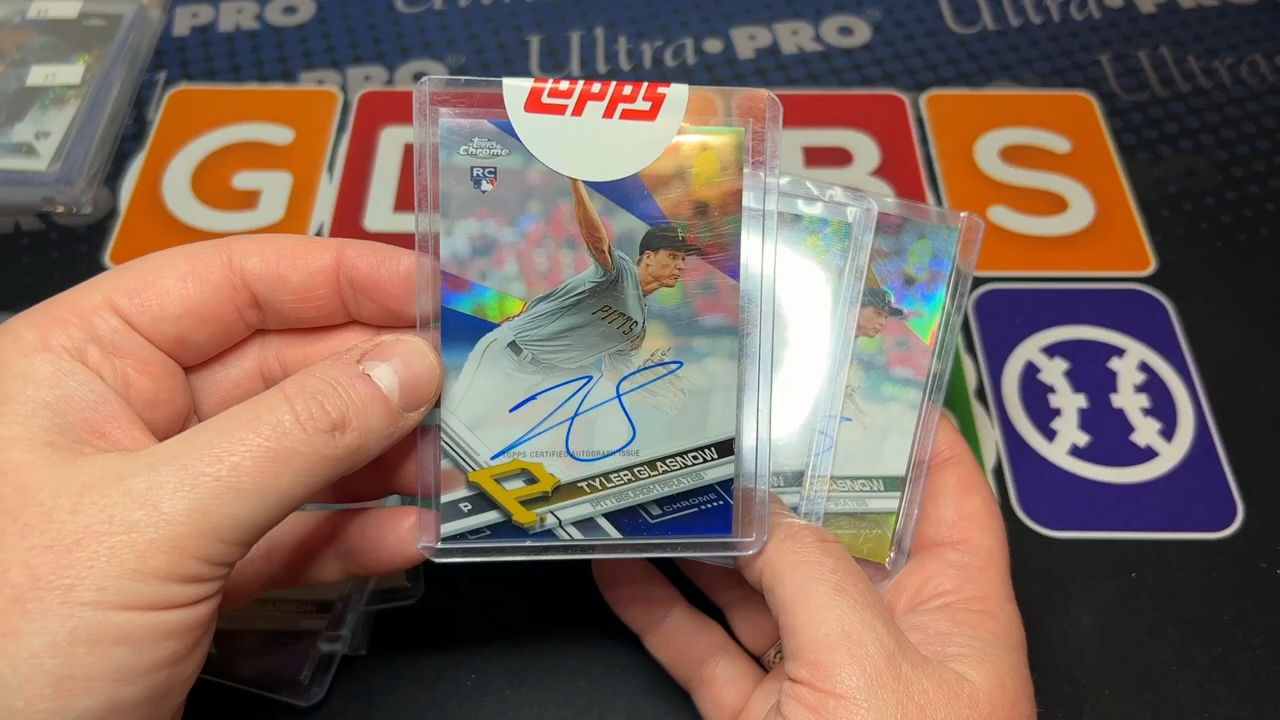 Ultra•PRO
PRO
Ultra•PRO
Ultra
G
B
S
TOPPS
Topps
Chrome
RC
P
PITTS
TOPPS CERTIFIED AUTOGRAPH ISSUE
TYLER GLASNOW
PITTSBURGH PIRATES
P
P
CHROME
GLASNOW